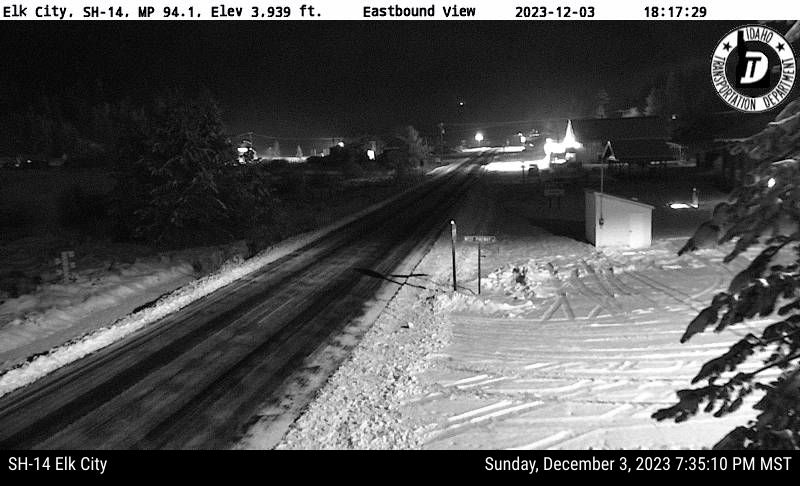 Elk City, SH-14, MP 94.1, Elev 3,939 ft. Eastbound View 2023-12-03 18:17:29
IDAHO
TRANSPORTATION DEPARTMENT
SH-14 Elk City Sunday, December 3, 2023 7:35:10 PM MST